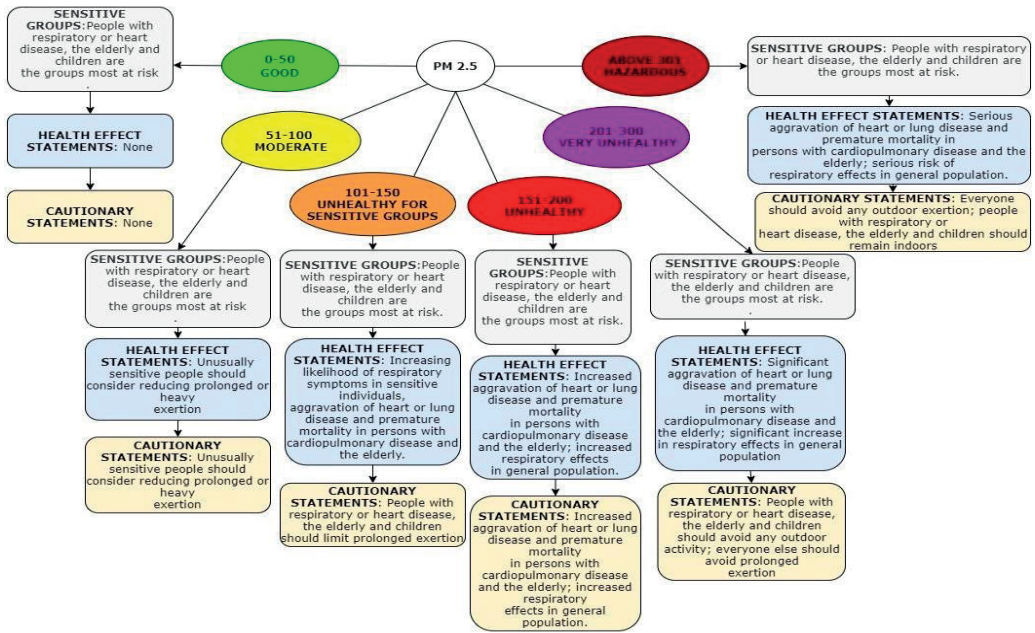 PM 2.5
0-50
GOOD
SENSITIVE
GROUPS:People with
respiratory or heart
disease, the elderly and
children are
the groups most at risk
.
HEALTH EFFECT
STATEMENTS: None
CAUTIONARY
STATEMENTS: None
51-100
MODERATE
SENSITIVE GROUPS:People
with respiratory or heart
disease, the elderly and
children are
the groups most at risk
.
HEALTH EFFECT
STATEMENTS: Unusually
sensitive people should
consider reducing prolonged or
heavy
exertion
CAUTIONARY
STATEMENTS: Unusually
sensitive people should
consider reducing prolonged or
heavy
exertion
101-150
UNHEALTHY FOR
SENSITIVE GROUPS
SENSITIVE GROUPS:People
with respiratory or heart
disease, the elderly and
children are
the groups most at risk.
HEALTH EFFECT
STATEMENTS: Increasing
likelihood of respiratory
symptoms in sensitive
individuals,
aggravation of heart or lung
disease and premature
mortality in persons with
cardiopulmonary disease and
the elderly.
CAUTIONARY
STATEMENTS: People with
respiratory or heart disease,
the elderly and children
should limit prolonged exertion
151-200
UNHEALTHY
SENSITIVE
GROUPS:People with
respiratory or heart
disease, the elderly and
children are
the groups most at risk.
HEALTH EFFECT
STATEMENTS: Increased
aggravation of heart or lung
disease and premature
mortality
in persons with
cardiopulmonary disease
and the elderly; increased
respiratory effects
in general population.
CAUTIONARY
STATEMENTS: Increased
aggravation of heart or lung
disease and premature
mortality
in persons with
cardiopulmonary disease
and the elderly; increased
respiratory
effects in general
population.
201-300
VERY UNHEALTHY
SENSITIVE GROUPS:People
with respiratory or heart disease,
the elderly and children are
the groups most at risk.
.
HEALTH EFFECT
STATEMENTS: Significant
aggravation of heart or lung
disease and premature
mortality
in persons with
cardiopulmonary disease and
the elderly; significant increase
in respiratory effects in general
population
CAUTIONARY
STATEMENTS: People with
respiratory or heart disease,
the elderly and children
should avoid any outdoor
activity; everyone else should
avoid prolonged
exertion
ABOVE 301
HAZARDOUS
SENSITIVE GROUPS: People with respiratory
or heart disease, the elderly and children are
the groups most at risk.
HEALTH EFFECT STATEMENTS: Serious
aggravation of heart or lung disease and
premature mortality in
persons with cardiopulmonary disease and the
elderly; serious risk of
respiratory effects in general population.
CAUTIONARY STATEMENTS: Everyone
should avoid any outdoor exertion; people
with respiratory or
heart disease, the elderly and children should
remain indoors